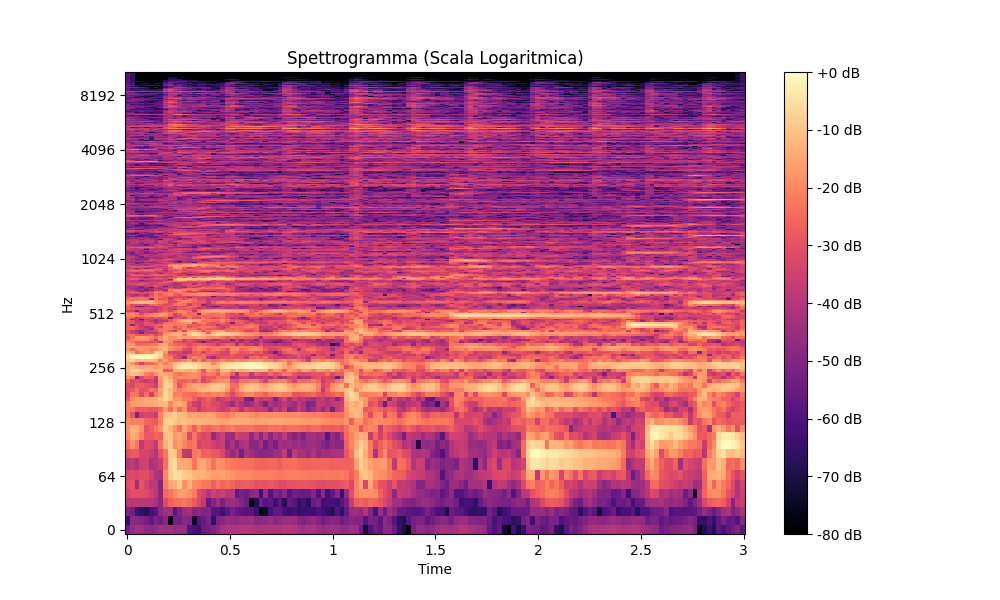 Spettrogramma (Scala Logaritmica)
Hz
8192
4096
2048
1024
512
256
128
64
0
0
0.5
1
1.5
2
2.5
3
Time
+0 dB
-10 dB
-20 dB
-30 dB
-40 dB
-50 dB
-60 dB
-70 dB
-80 dB